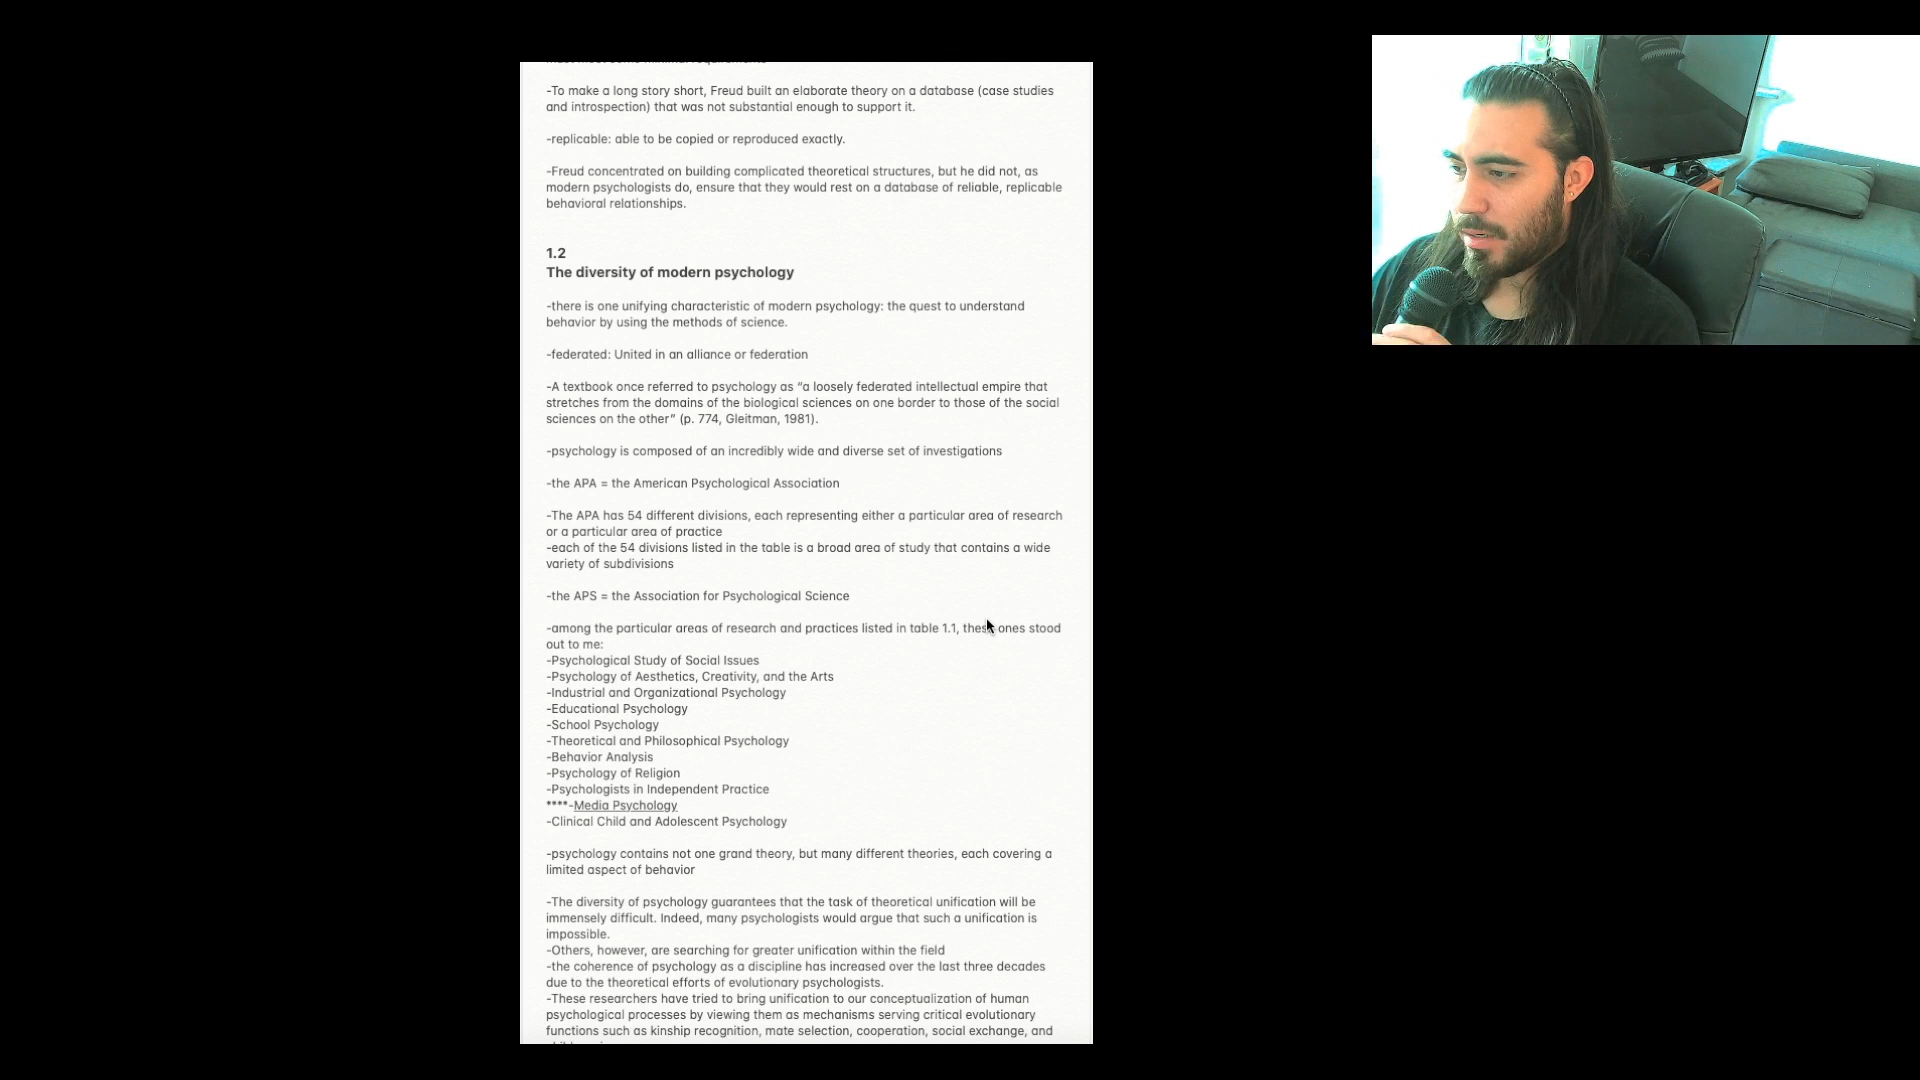 -To make a long story short, Freud built an elaborate theory on a database (case studies
and introspection) that was not substantial enough to support it.
-replicable: able to be copied or reproduced exactly.
-Freud concentrated on building complicated theoretical structures, but he did not, as
modern psychologists do, ensure that they would rest on a database of reliable, replicable
behavioral relationships.
1.2
The diversity of modern psychology
-there is one unifying characteristic of modern psychology: the quest to understand
behavior by using the methods of science.
-federated: United in an alliance or federation
-A textbook once referred to psychology as “a loosely federated intellectual empire that
stretches from the domains of the biological sciences on one border to those of the social
sciences on the other” (p. 774, Gleitman, 1981).
-psychology is composed of an incredibly wide and diverse set of investigations
-the APA = the American Psychological Association
-The APA has 54 different divisions, each representing either a particular area of research
or a particular area of practice
-each of the 54 divisions listed in the table is a broad area of study that contains a wide
variety of subdivisions
-the APS = the Association for Psychological Science
-among the particular areas of research and practices listed in table 1.1, these ones stood
out to me:
-Psychological Study of Social Issues
-Psychology of Aesthetics, Creativity, and the Arts
-Industrial and Organizational Psychology
-Educational Psychology
-School Psychology
-Theoretical and Philosophical Psychology
-Behavior Analysis
-Psychology of Religion
-Psychologists in Independent Practice
****-Media Psychology
-Clinical Child and Adolescent Psychology
-psychology contains not one grand theory, but many different theories, each covering a
limited aspect of behavior
-The diversity of psychology guarantees that the task of theoretical unification will be
immensely difficult. Indeed, many psychologists would argue that such a unification is
impossible.
-Others, however, are searching for greater unification within the field
-the coherence of psychology as a discipline has increased over the last three decades
due to the theoretical efforts of evolutionary psychologists.
-These researchers have tried to bring unification to our conceptualization of human
psychological processes by viewing them as mechanisms serving critical evolutionary
functions such as kinship recognition, mate selection, cooperation, social exchange, and